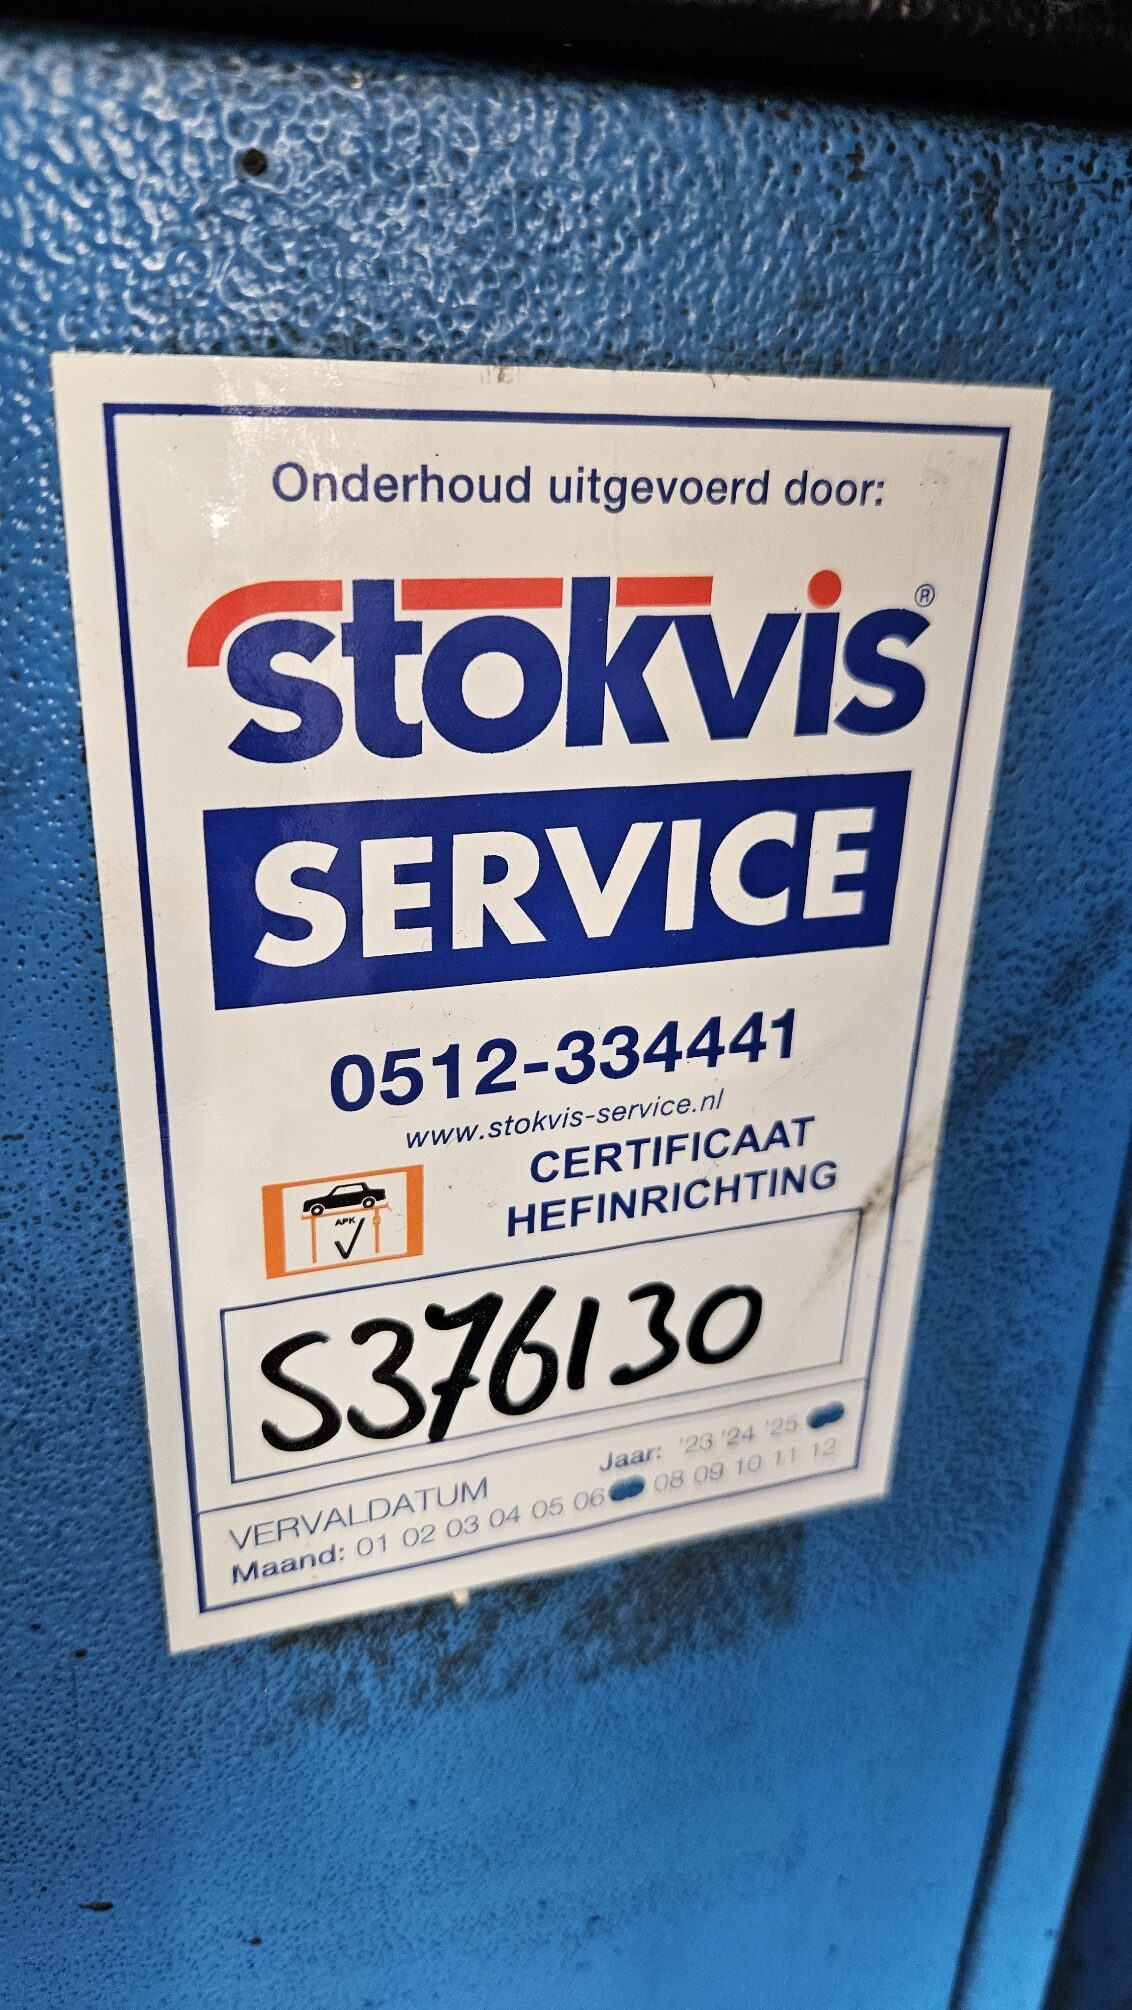 Onderhoud uitgevoerd door:
Stokvis®
SERVICE
0512-334441
www.stokvis-service.nl
CERTIFICAAT
HEFINRICHTING
APK
S376130
Jaar: '23 '24 '25
VERVALDATUM
Maand: 01 02 03 04 05 06 08 09 10 11 12